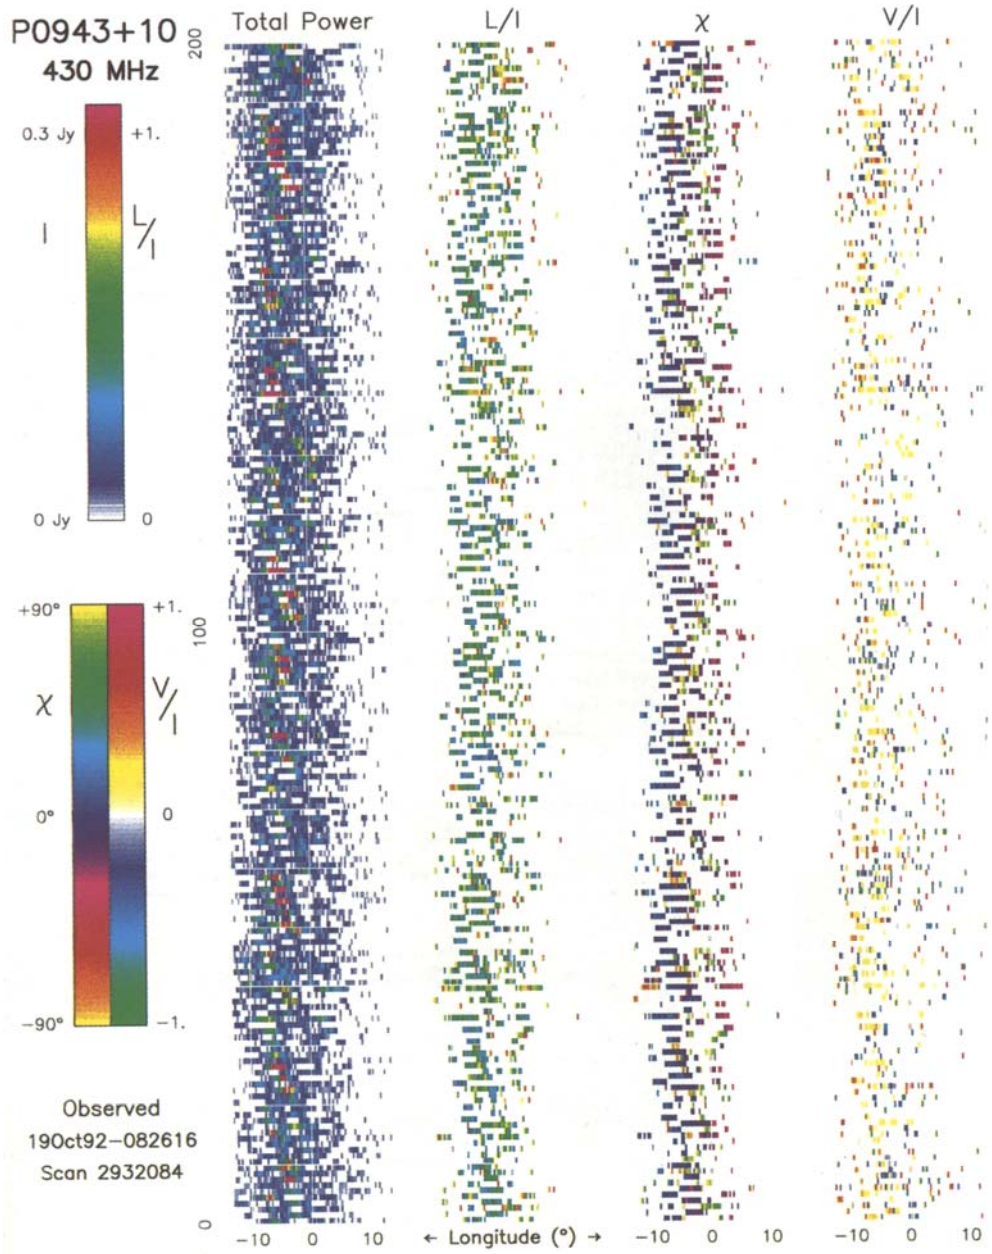 P0943+10
430 MHz
Total Power
L/I
χ
V/I
200
0.3 Jy
+1.
I
L/I
0 Jy
0
+90°
+1.
χ
V/I
0°
0
-90°
-1.
100
0
Observed
19Oct92-082616
Scan 2932084
-10 0 10
← Longitude (°) →
-10 0 10
-10 0 10